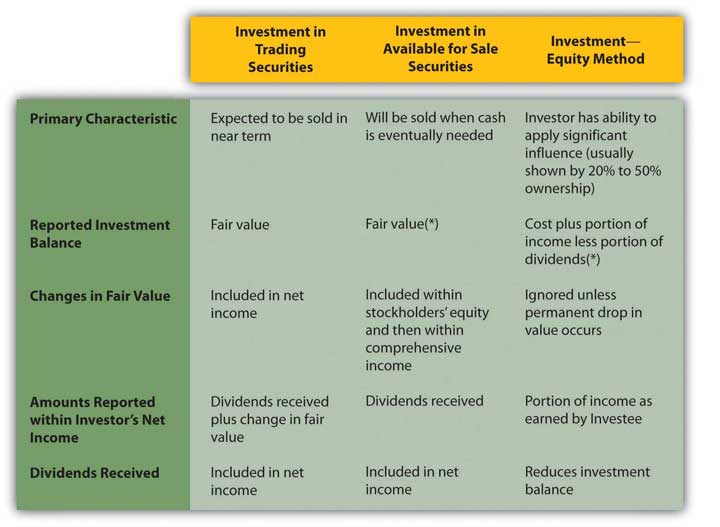 Investment in
Trading
Securities
Investment in
Available for Sale
Securities
Investment—
Equity Method
Primary Characteristic
Expected to be sold in
near term
Will be sold when cash
is eventually needed
Investor has ability to
apply significant
influence (usually
shown by 20% to 50%
ownership)
Reported Investment
Balance
Fair value
Fair value(*)
Cost plus portion of
income less portion of
dividends(*)
Changes in Fair Value
Included in net
income
Included within
stockholders’ equity
and then within
comprehensive
income
Ignored unless
permanent drop in
value occurs
Amounts Reported
within Investor’s Net
Income
Dividends received
plus change in fair
value
Dividends received
Portion of income as
earned by Investee
Dividends Received
Included in net
income
Included in net
income
Reduces investment
balance